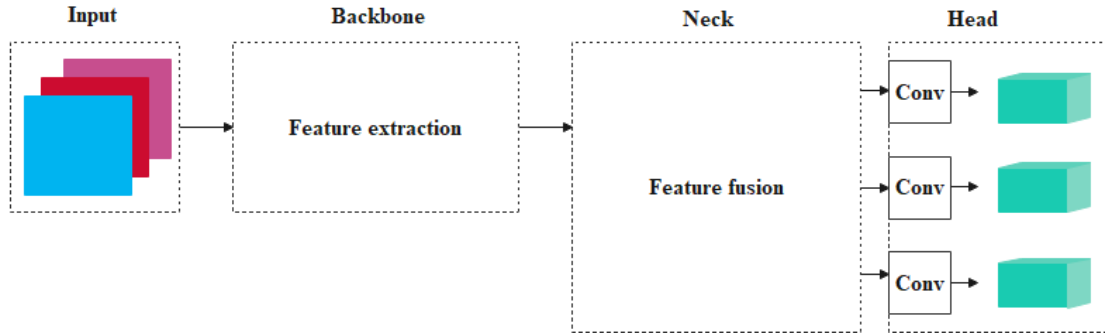 Input
Backbone
Neck
Head
Feature extraction
Feature fusion
Conv
Conv
Conv